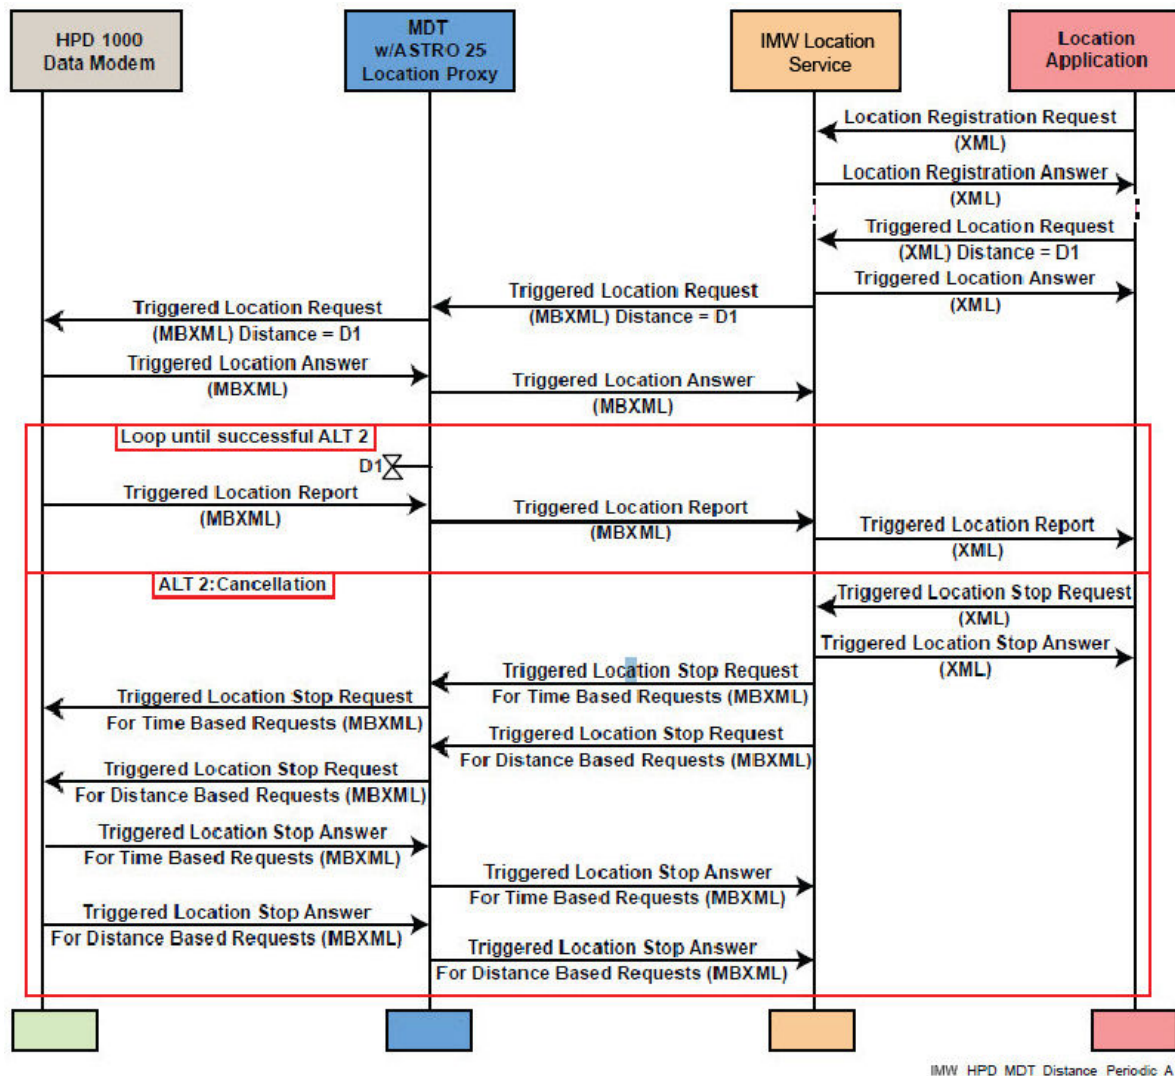 HPD 1000
Data Modem
MDT
w/ASTRO 25
Location Proxy
IMW Location
Service
Location
Application
Location Registration Request
(XML)
Location Registration Answer
(XML)
Triggered Location Request
(XML) Distance = D1
Triggered Location Answer
(XML)
Triggered Location Request
(MBXML) Distance = D1
Triggered Location Request
(MBXML) Distance = D1
Triggered Location Answer
(MBXML)
Triggered Location Answer
(MBXML)
Loop until successful ALT 2
D1
Triggered Location Report
(MBXML)
Triggered Location Report
(MBXML)
Triggered Location Report
(XML)
ALT 2:Cancellation
Triggered Location Stop Request
(XML)
Triggered Location Stop Answer
(XML)
Triggered Location Stop Request
For Time Based Requests (MBXML)
Triggered Location Stop Request
For Time Based Requests (MBXML)
Triggered Location Stop Request
For Distance Based Requests (MBXML)
Triggered Location Stop Request
For Distance Based Requests (MBXML)
Triggered Location Stop Answer
For Time Based Requests (MBXML)
Triggered Location Stop Answer
For Time Based Requests (MBXML)
Triggered Location Stop Answer
For Distance Based Requests (MBXML)
Triggered Location Stop Answer
For Distance Based Requests (MBXML)
IMW_HPD_MDT_Distance_Periodic_A